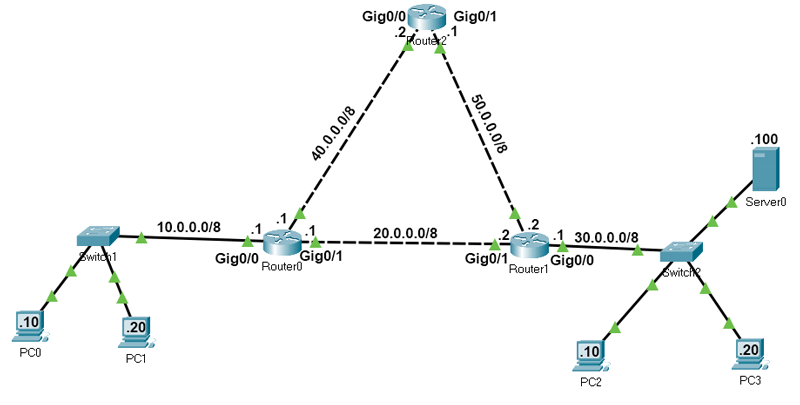 Gig0/0
Gig0/1
.2
.1
Router2
40.0.0.0/8
50.0.0.0/8
.100
Server0
10.0.0.0/8
.1
.1
.1
20.0.0.0/8
.2
.2
.1
30.0.0.0/8
Switch1
Gig0/0
Router0
Gig0/1
Gig0/1
Router1
Gig0/0
Switch2
.10
PC0
.20
PC1
.10
PC2
.20
PC3